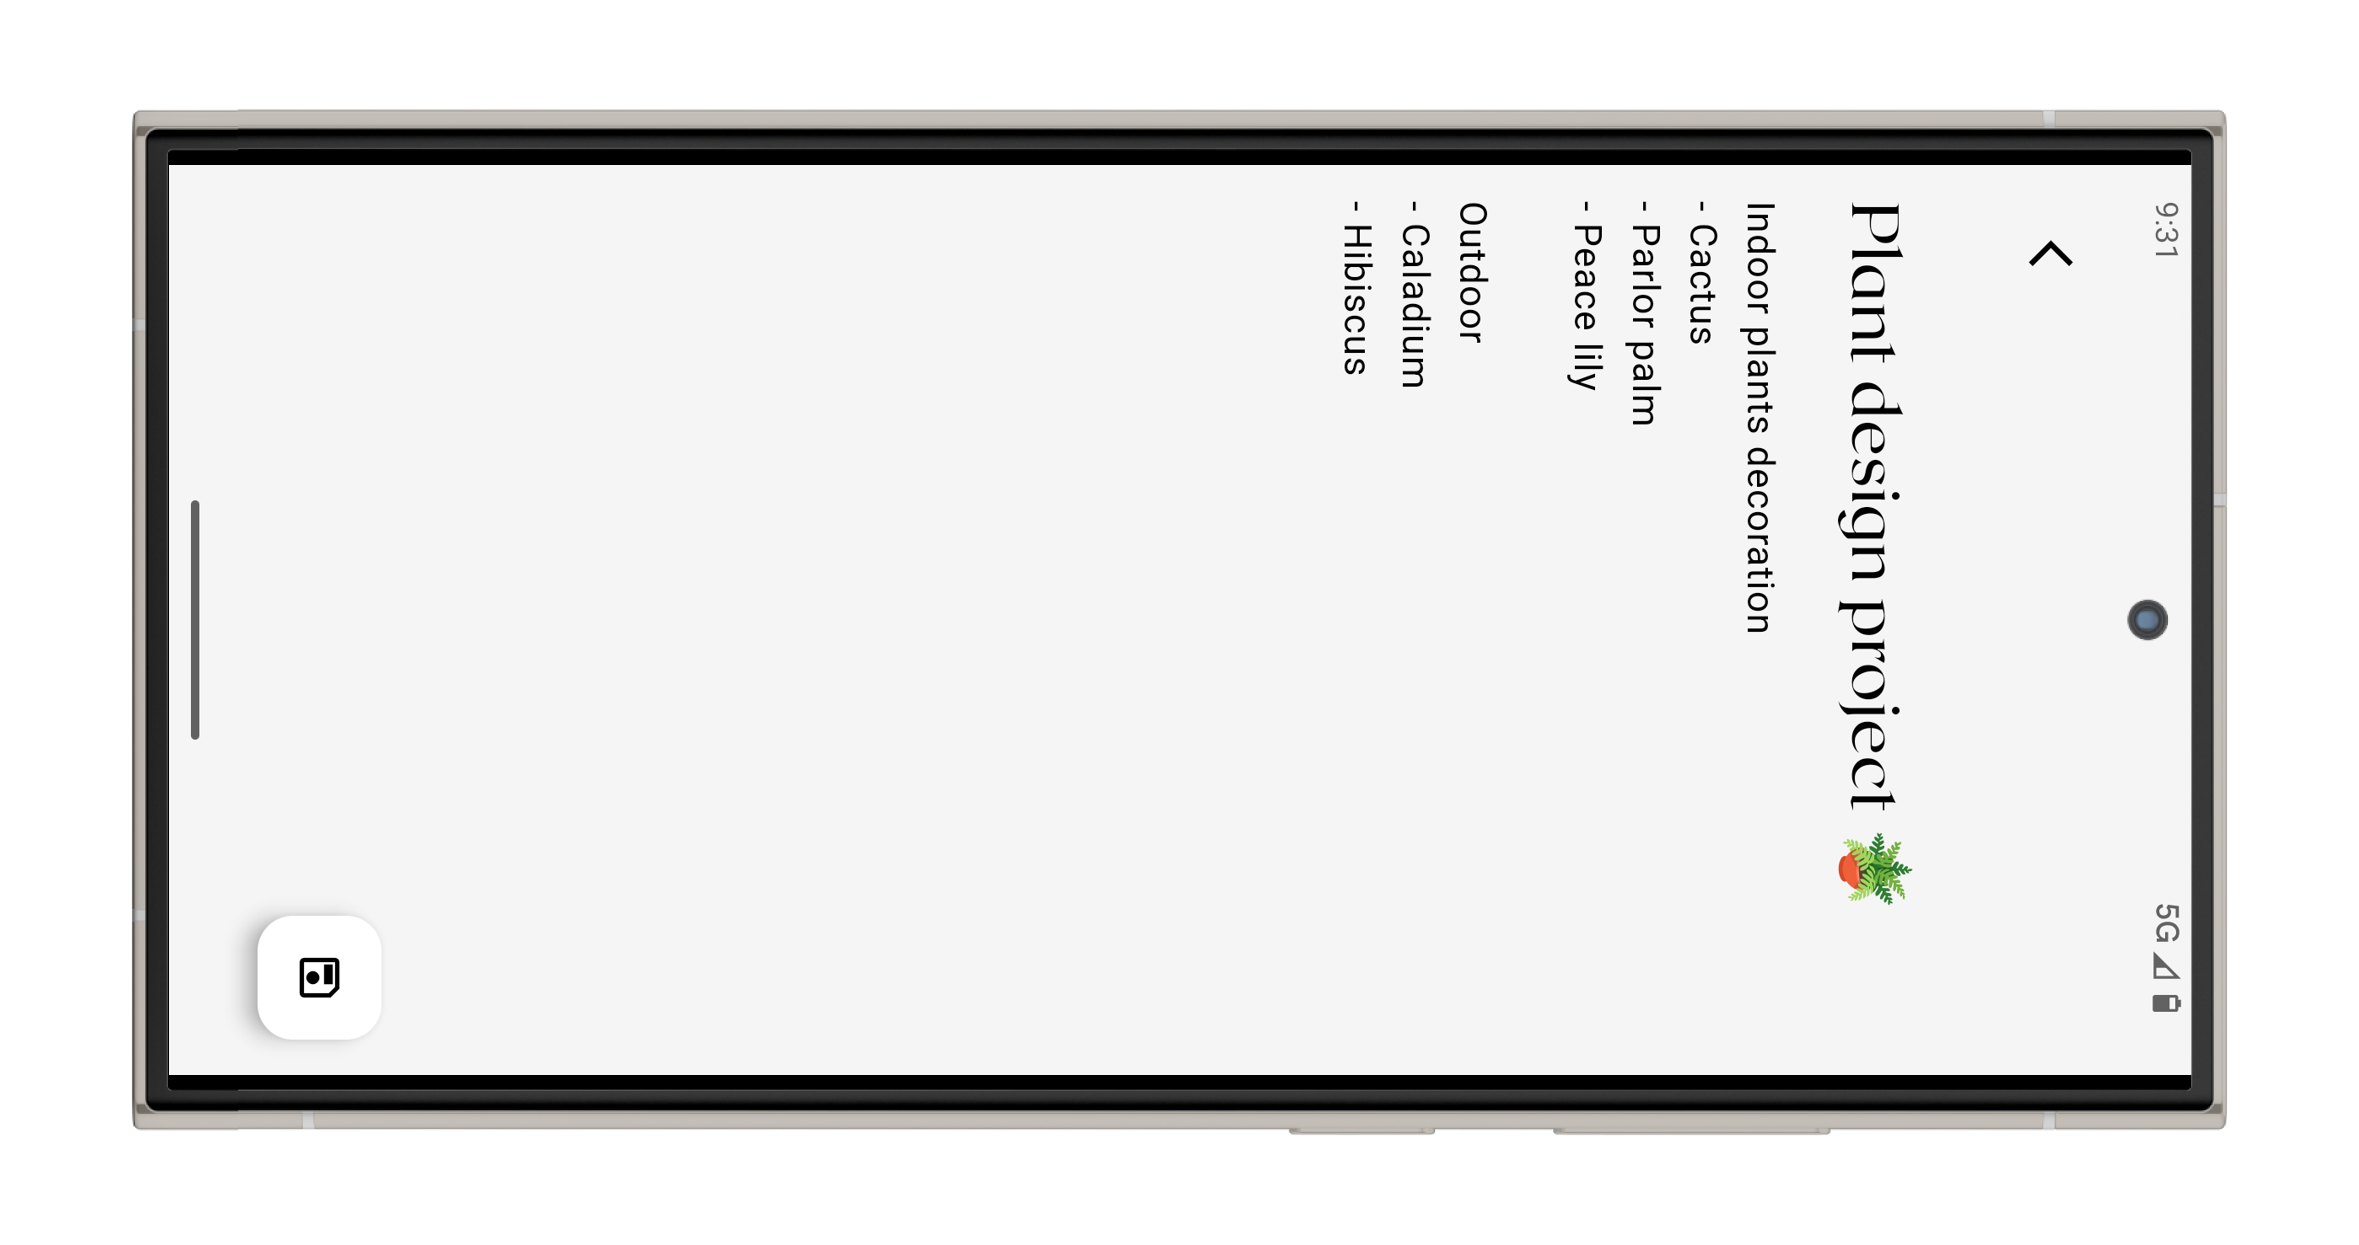 9:31 5G
Plant design project 🪴
Indoor plants decoration
- Cactus
- Parlor palm
- Peace lily
Outdoor
- Caladium
- Hibiscus